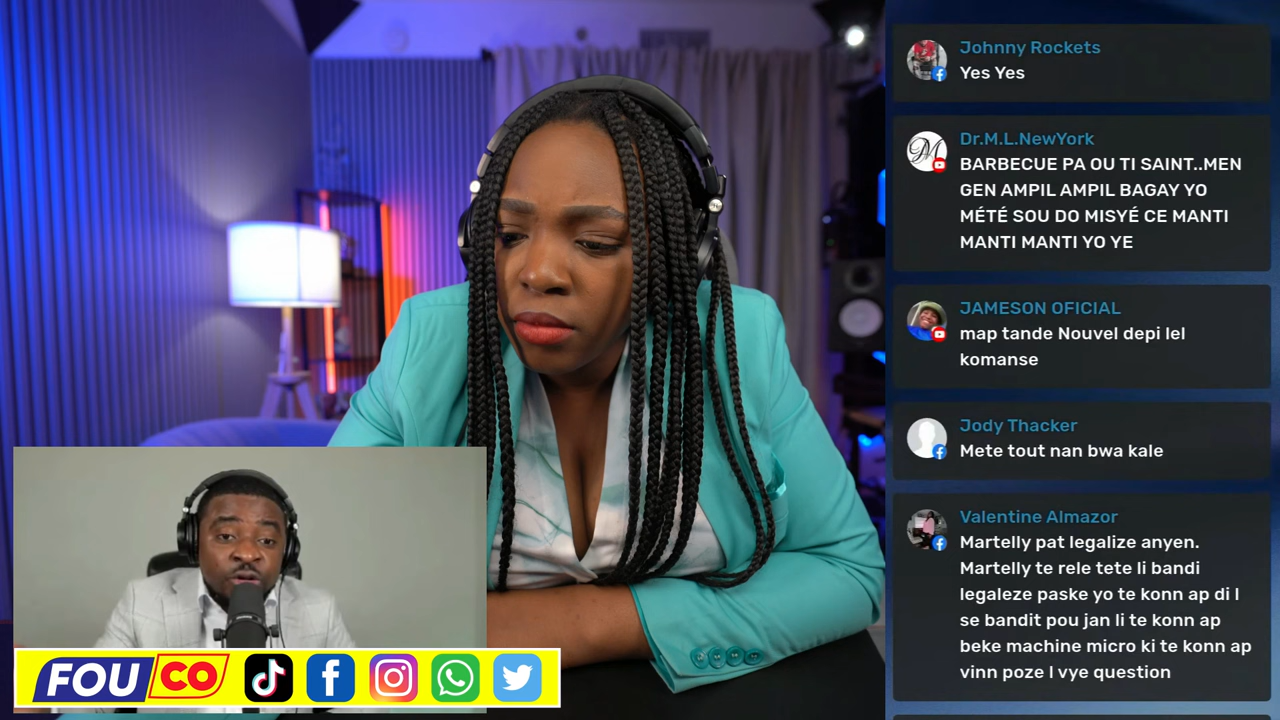 Johnny Rockets
Yes Yes
Dr.M.L.NewYork
BARBECUE PA OU TI SAINT..MEN
GEN AMPIL AMPIL BAGAY YO
MÉTÉ SOU DO MISYÉ CE MANTI
MANTI MANTI YO YE
JAMESON OFICIAL
map tande Nouvel depi lel
komanse
Jody Thacker
Mete tout nan bwa kale
Valentine Almazor
Martelly pat legalize anyen.
Martelly te rele tete li bandi
legaleze paske yo te konn ap di l
se bandit pou jan li te konn ap
beke machine micro ki te konn ap
vinn poze l vye question
FOUCO